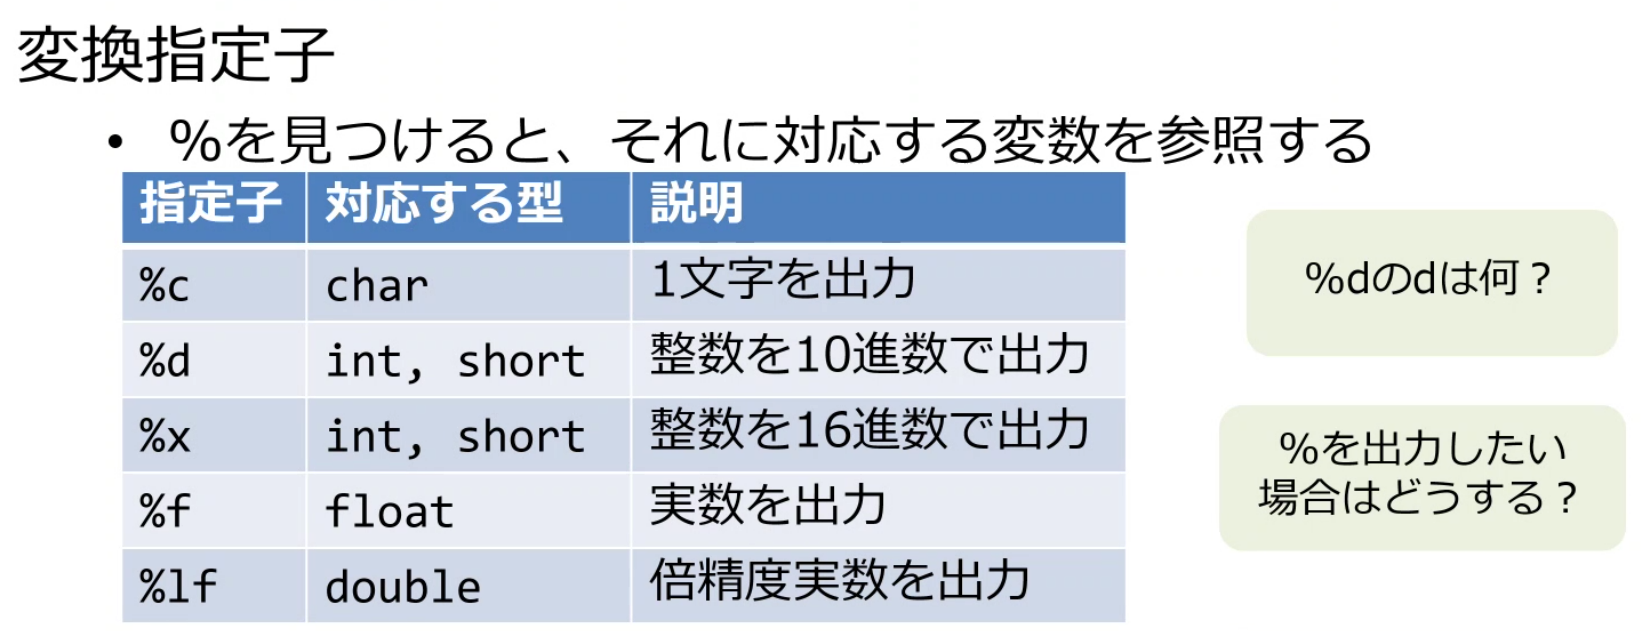 変換指定子
• %を見つけると、それに対応する変数を参照する
指定子 対応する型 説明
%c char 1文字を出力
%d int, short 整数を10進数で出力
%x int, short 整数を16進数で出力
%f float 実数を出力
%lf double 倍精度実数を出力
%dのdは何？
%を出力したい
場合はどうする？